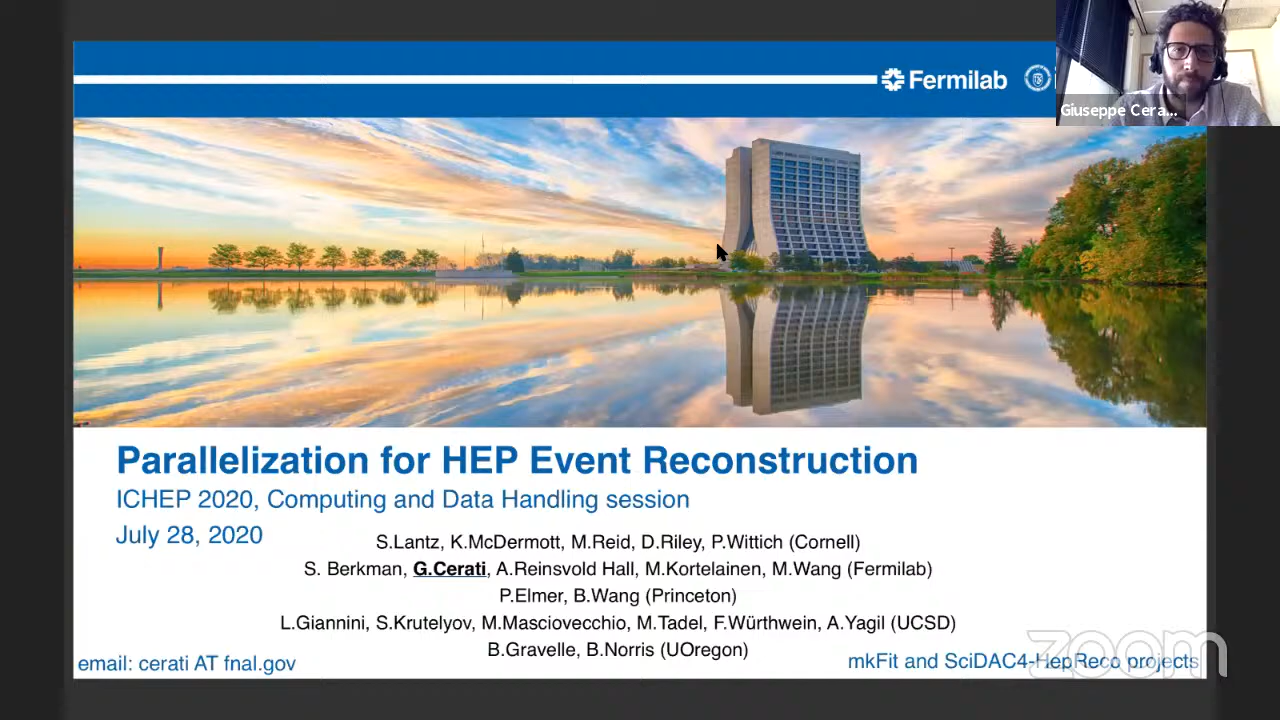 Fermilab
Giuseppe Cera...
Parallelization for HEP Event Reconstruction
ICHEP 2020, Computing and Data Handling session
July 28, 2020
S.Lantz, K.McDermott, M.Reid, D.Riley, P.Wittich (Cornell)
S. Berkman, G.Cerati, A.Reinsvold Hall, M.Kortelainen, M.Wang (Fermilab)
P.Elmer, B.Wang (Princeton)
L.Giannini, S.Krutelyov, M.Masciovecchio, M.Tadel, F.Würthwein, A.Yagil (UCSD)
B.Gravelle, B.Norris (UOregon)
email: cerati AT fnal.gov
mkFit and SciDAC4-HepReco projects
zoom